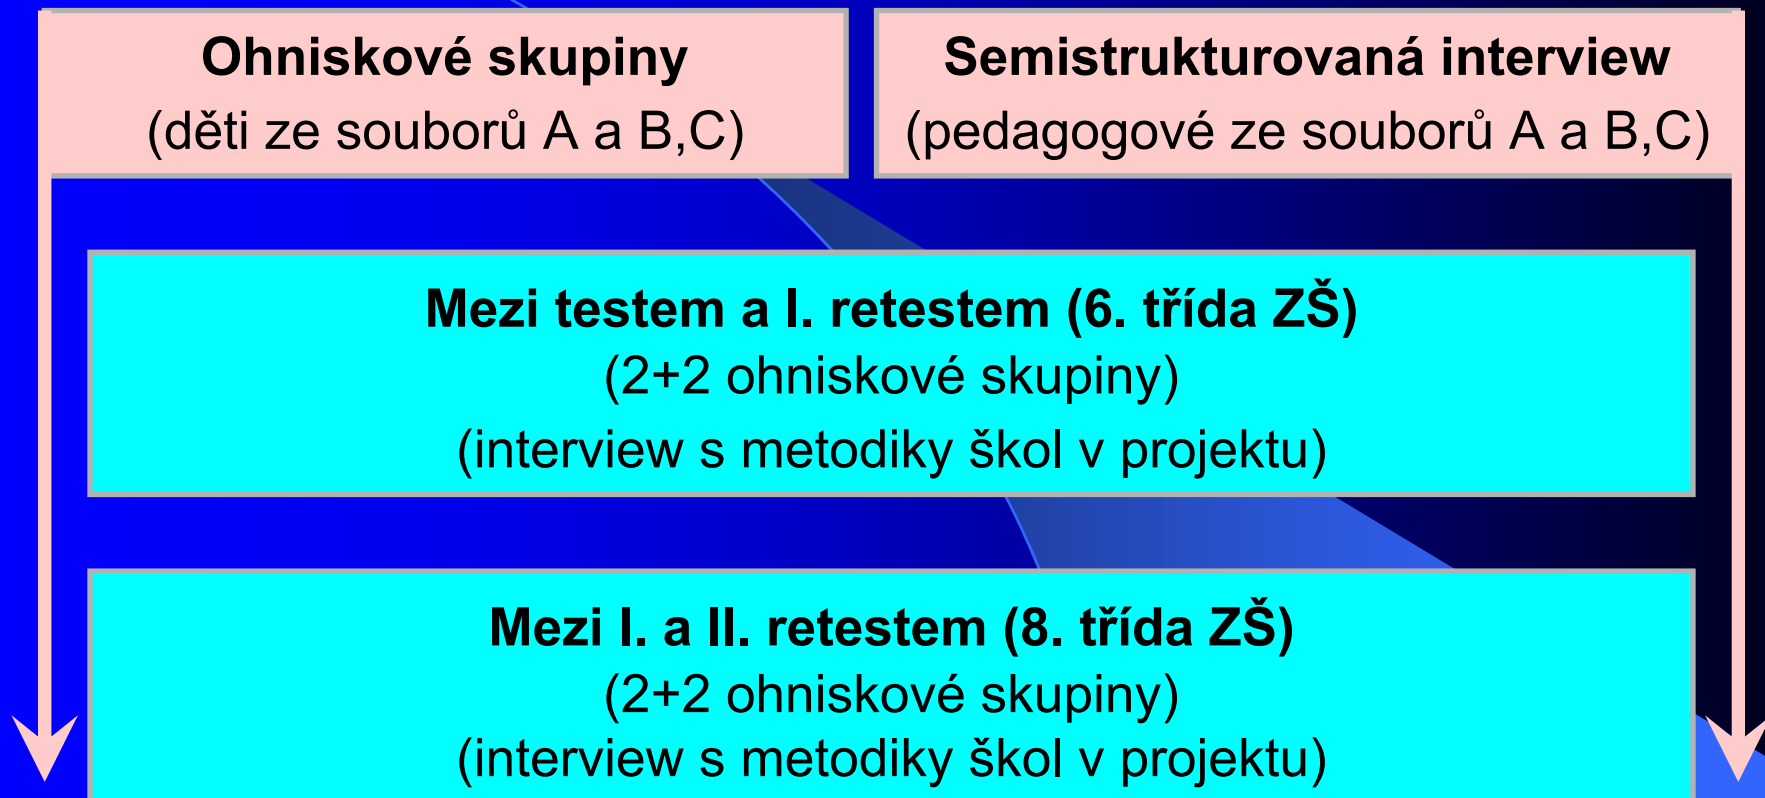 Ohniskové skupiny
(děti ze souborů A a B,C)
Semistrukturovaná interview
(pedagogové ze souborů A a B,C)
Mezi testem a I. retestem (6. třída ZŠ)
(2+2 ohniskové skupiny)
(interview s metodiky škol v projektu)
Mezi I. a II. retestem (8. třída ZŠ)
(2+2 ohniskové skupiny)
(interview s metodiky škol v projektu)